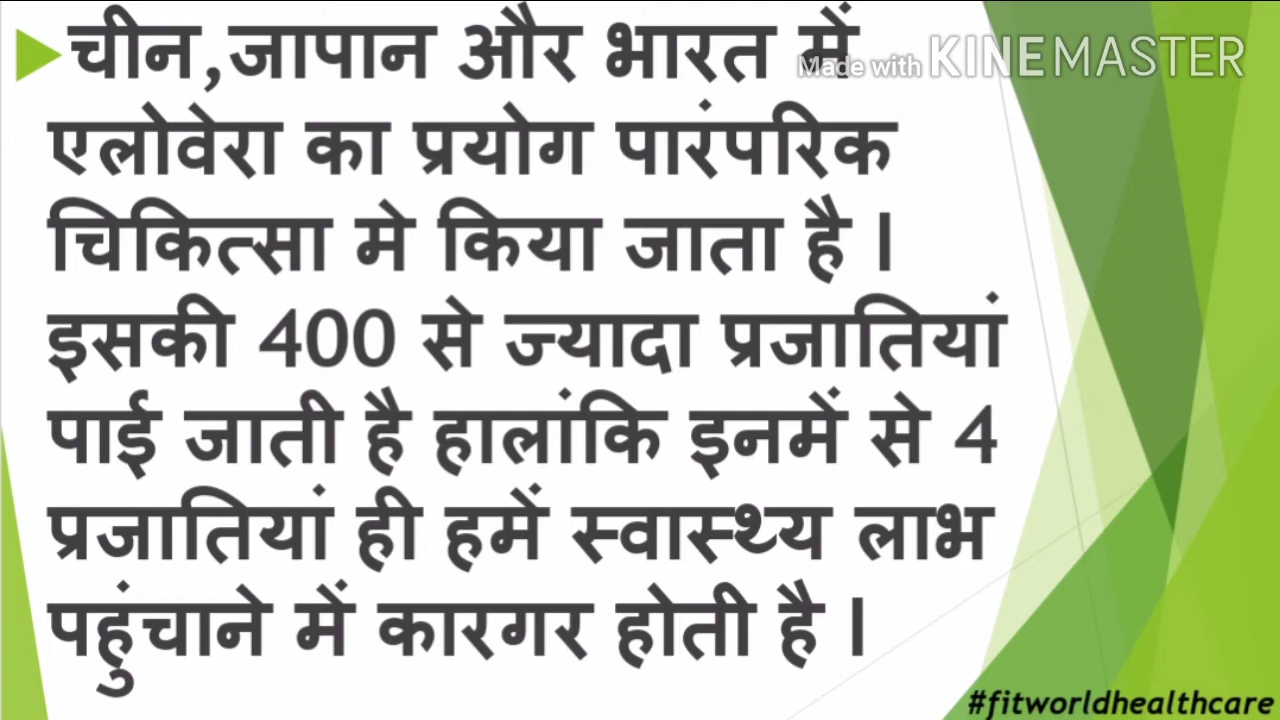 चीन,जापान और भारत में
Made with KINEMASTER
एलोवेरा का प्रयोग पारंपरिक
चिकित्सा मे किया जाता है l
इसकी 400 से ज्यादा प्रजातियां
पाई जाती है हालांकि इनमें से 4
प्रजातियां ही हमें स्वास्थ्य लाभ
पहुंचाने में कारगर होती है l
#fitworldhealthcare